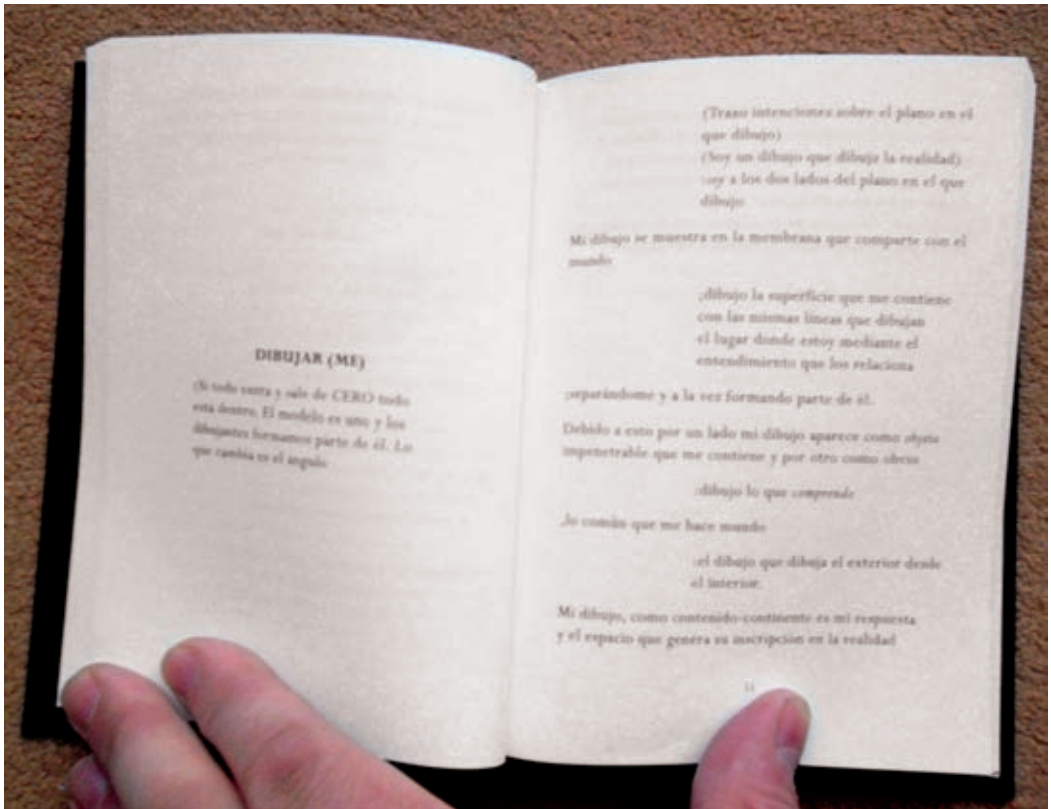 DIBUJAR (ME)
(Si todo entra y sale de CERO todo
está dentro. El modelo es uno y los
dibujantes formamos parte de él. Lo
que cambia es el ángulo
(Trazo intenciones sobre el plano en el
que dibujo)
(Soy un dibujo que dibuja la realidad)
:soy a los dos lados del plano en el que
dibujo
Mi dibujo se muestra en la membrana que comparte con el
mundo
;dibujo la superficie que me contiene
con las mismas líneas que dibujan
el lugar donde estoy mediante el
entendimiento que los relaciona
;separándome y a la vez formando parte de él.
Debido a esto por un lado mi dibujo aparece como objeto
impenetrable que me contiene y por otro como
:dibujo lo que comprende
,lo común que me hace mundo
:el dibujo que dibuja el exterior desde
el interior.
Mi dibujo, como contenido-continente es mi respuesta
y el espacio que genera su inscripción en la realidad
11